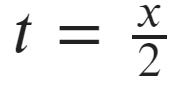 t = x/2